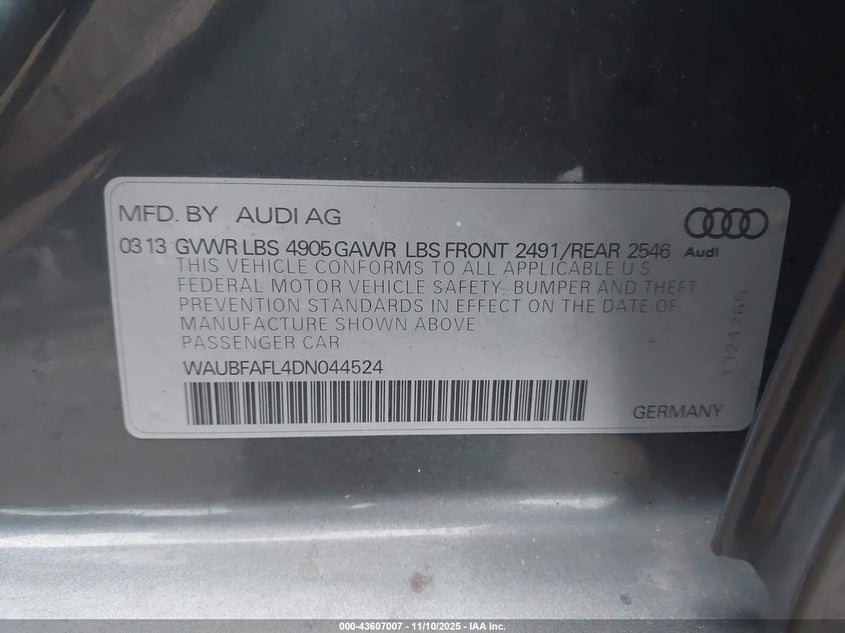 MFD. BY AUDI AG
03 13 GVWR LBS 4905 GAWR LBS FRONT 2491/REAR 2546
Audi
THIS VEHICLE CONFORMS TO ALL APPLICABLE U S
FEDERAL MOTOR VEHICLE SAFETY, BUMPER AND THEFT
PREVENTION STANDARDS IN EFFECT ON THE DATE OF
MANUFACTURE SHOWN ABOVE
PASSENGER CAR
WAUBFAFL4DN044524
GERMANY
000-43607007 - 11/10/2025 - IAA Inc.